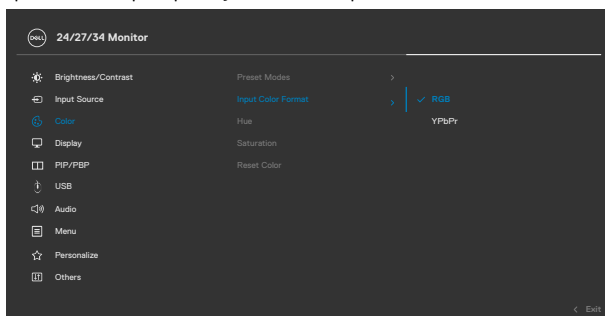 DELL 24/27/34 Monitor
Brightness/Contrast Preset Modes >
Input Source Input Color Format > ✓ RGB
Color Hue YPbPr
Display Saturation
PIP/PBP Reset Color
USB
Audio
Menu
Personalize
Others
< Exit